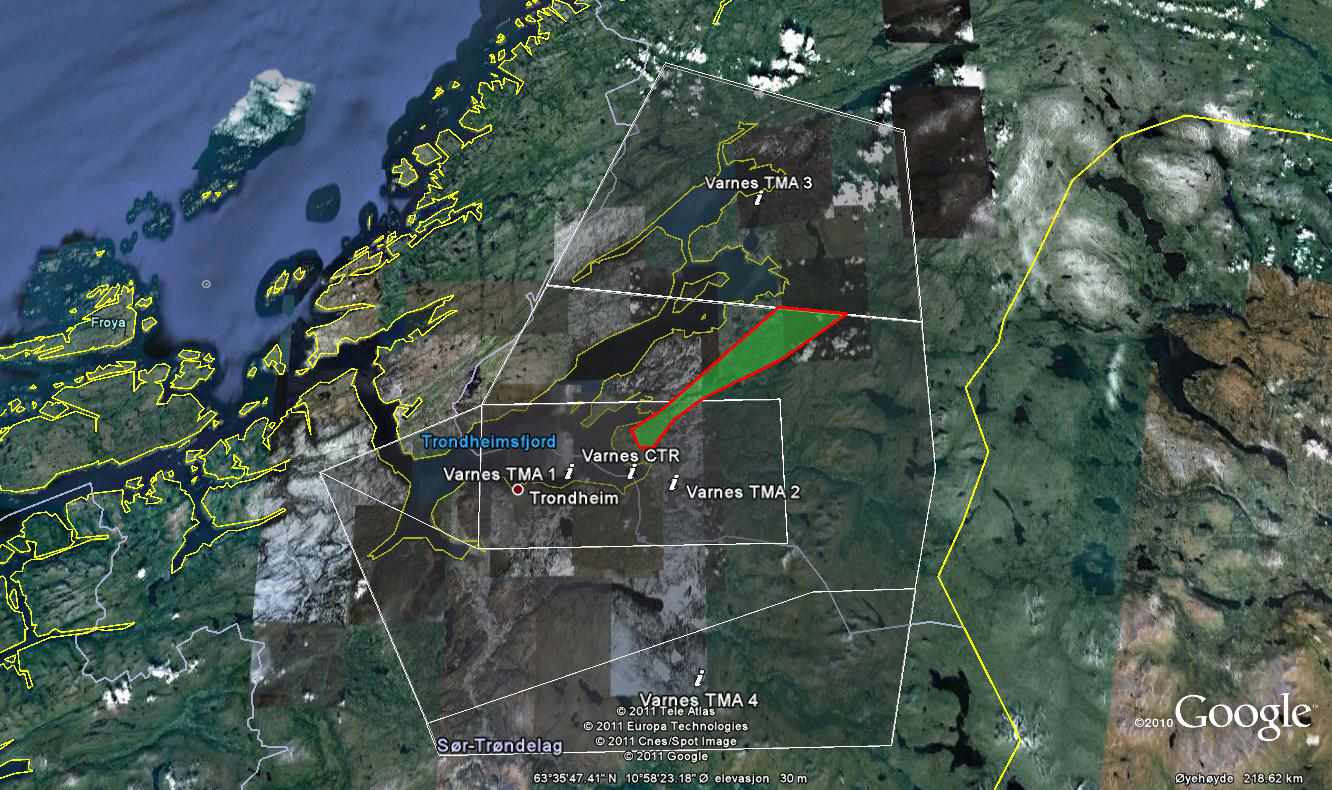 Varnes TMA 3
Froya
Trondheimsfjord
Varnes CTR
Varnes TMA 1
Trondheim
Varnes TMA 2
Varnes TMA 4
© 2011 Tele Atlas
© 2011 Europa Technologies
© 2011 Cnes/Spot Image
© 2011 Google
Sør-Trøndelag
©2010 Google™
63°35'47.41" N 10°58'23.18" Ø elevasjon 30 m
Øyehøyde 218.62 km